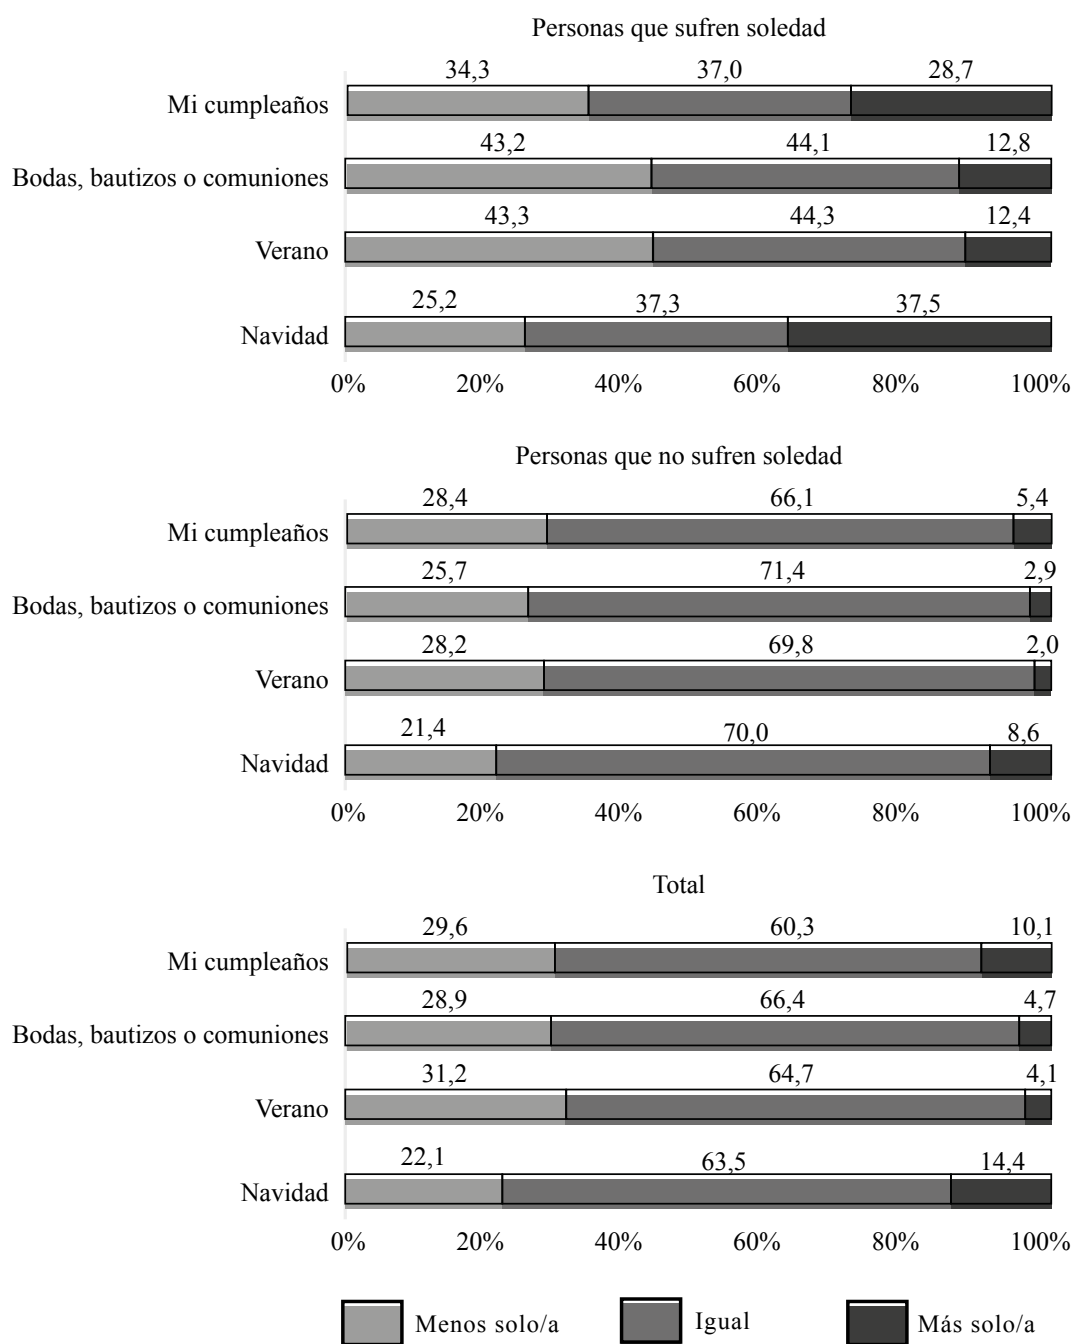 Personas que sufren soledad
34,3 37,0 28,7
Mi cumpleaños
43,2 44,1 12,8
Bodas, bautizos o comuniones
43,3 44,3 12,4
Verano
25,2 37,3 37,5
Navidad
0% 20% 40% 60% 80% 100%
Personas que no sufren soledad
28,4 66,1 5,4
Mi cumpleaños
25,7 71,4 2,9
Bodas, bautizos o comuniones
28,2 69,8 2,0
Verano
21,4 70,0 8,6
Navidad
0% 20% 40% 60% 80% 100%
Total
29,6 60,3 10,1
Mi cumpleaños
28,9 66,4 4,7
Bodas, bautizos o comuniones
31,2 64,7 4,1
Verano
22,1 63,5 14,4
Navidad
0% 20% 40% 60% 80% 100%
Menos solo/a Igual Más solo/a